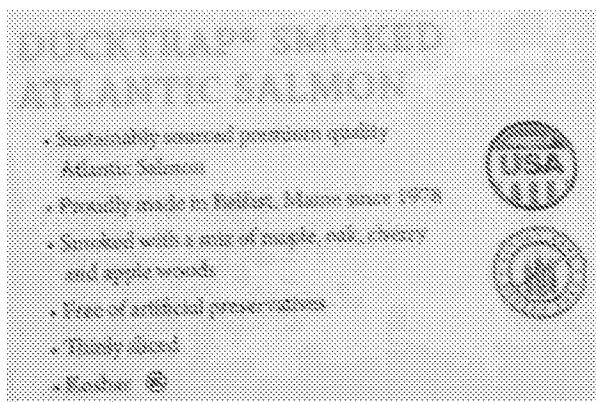 DUCKTRAP® SMOKED
ATLANTIC SALMON
• Sustainably sourced premium quality
Atlantic Salmon
• Proudly made in Belfast, Maine since 1978
• Smoked with a mix of maple, oak, cherry
and apple woods
• Free of artificial preservatives
• Thinly sliced
• Kosher
USA